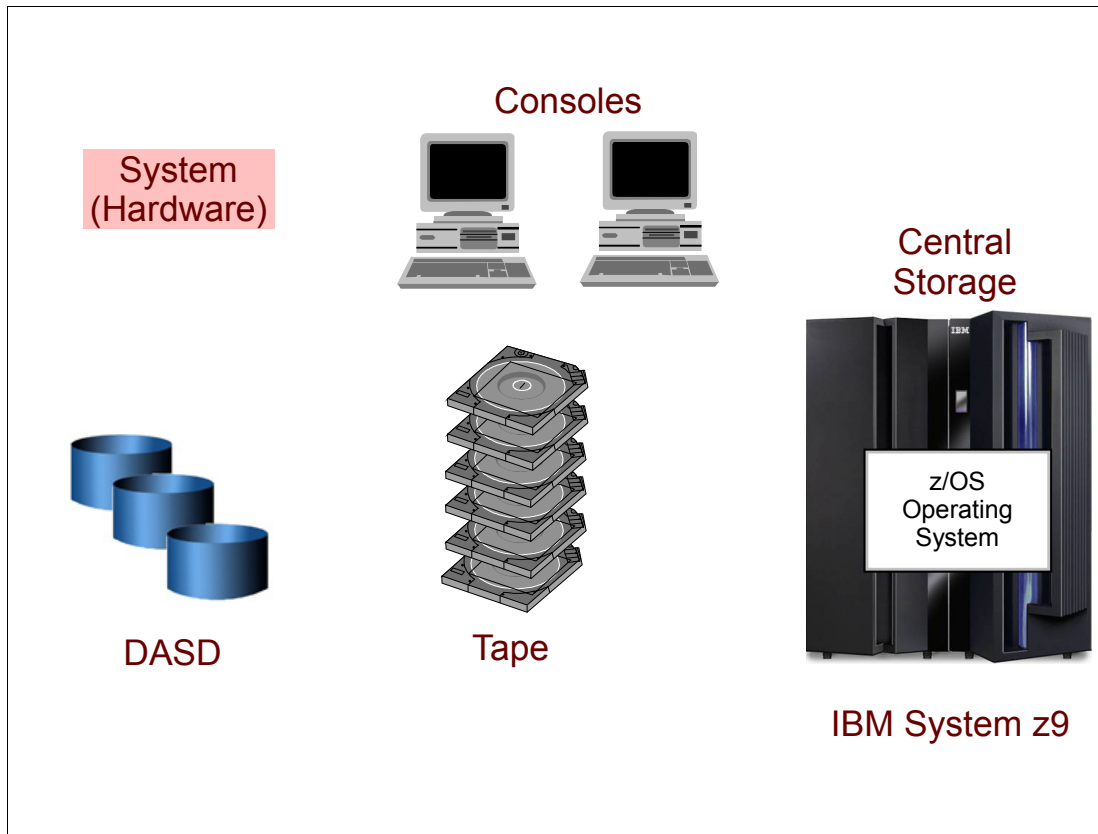 Consoles
System
(Hardware)
Central
Storage
IBM
z/OS
Operating
System
DASD
Tape
IBM System z9